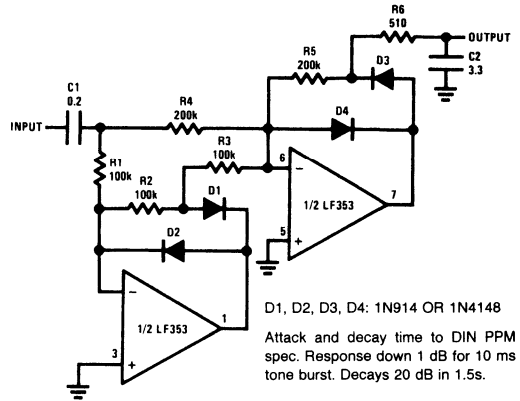 R6
510
OUTPUT
R5
200k
D3
C2
3.3
C1
0.2
R4
200k
D4
INPUT
R3
100k
R1
100k
R2
100k
D1
6
−
7
1/2 LF353
D2
5
+
−
1
1/2 LF353
3
+
D1, D2, D3, D4: 1N914 OR 1N4148
Attack and decay time to DIN PPM
spec. Response down 1 dB for 10 ms
tone burst. Decays 20 dB in 1.5s.